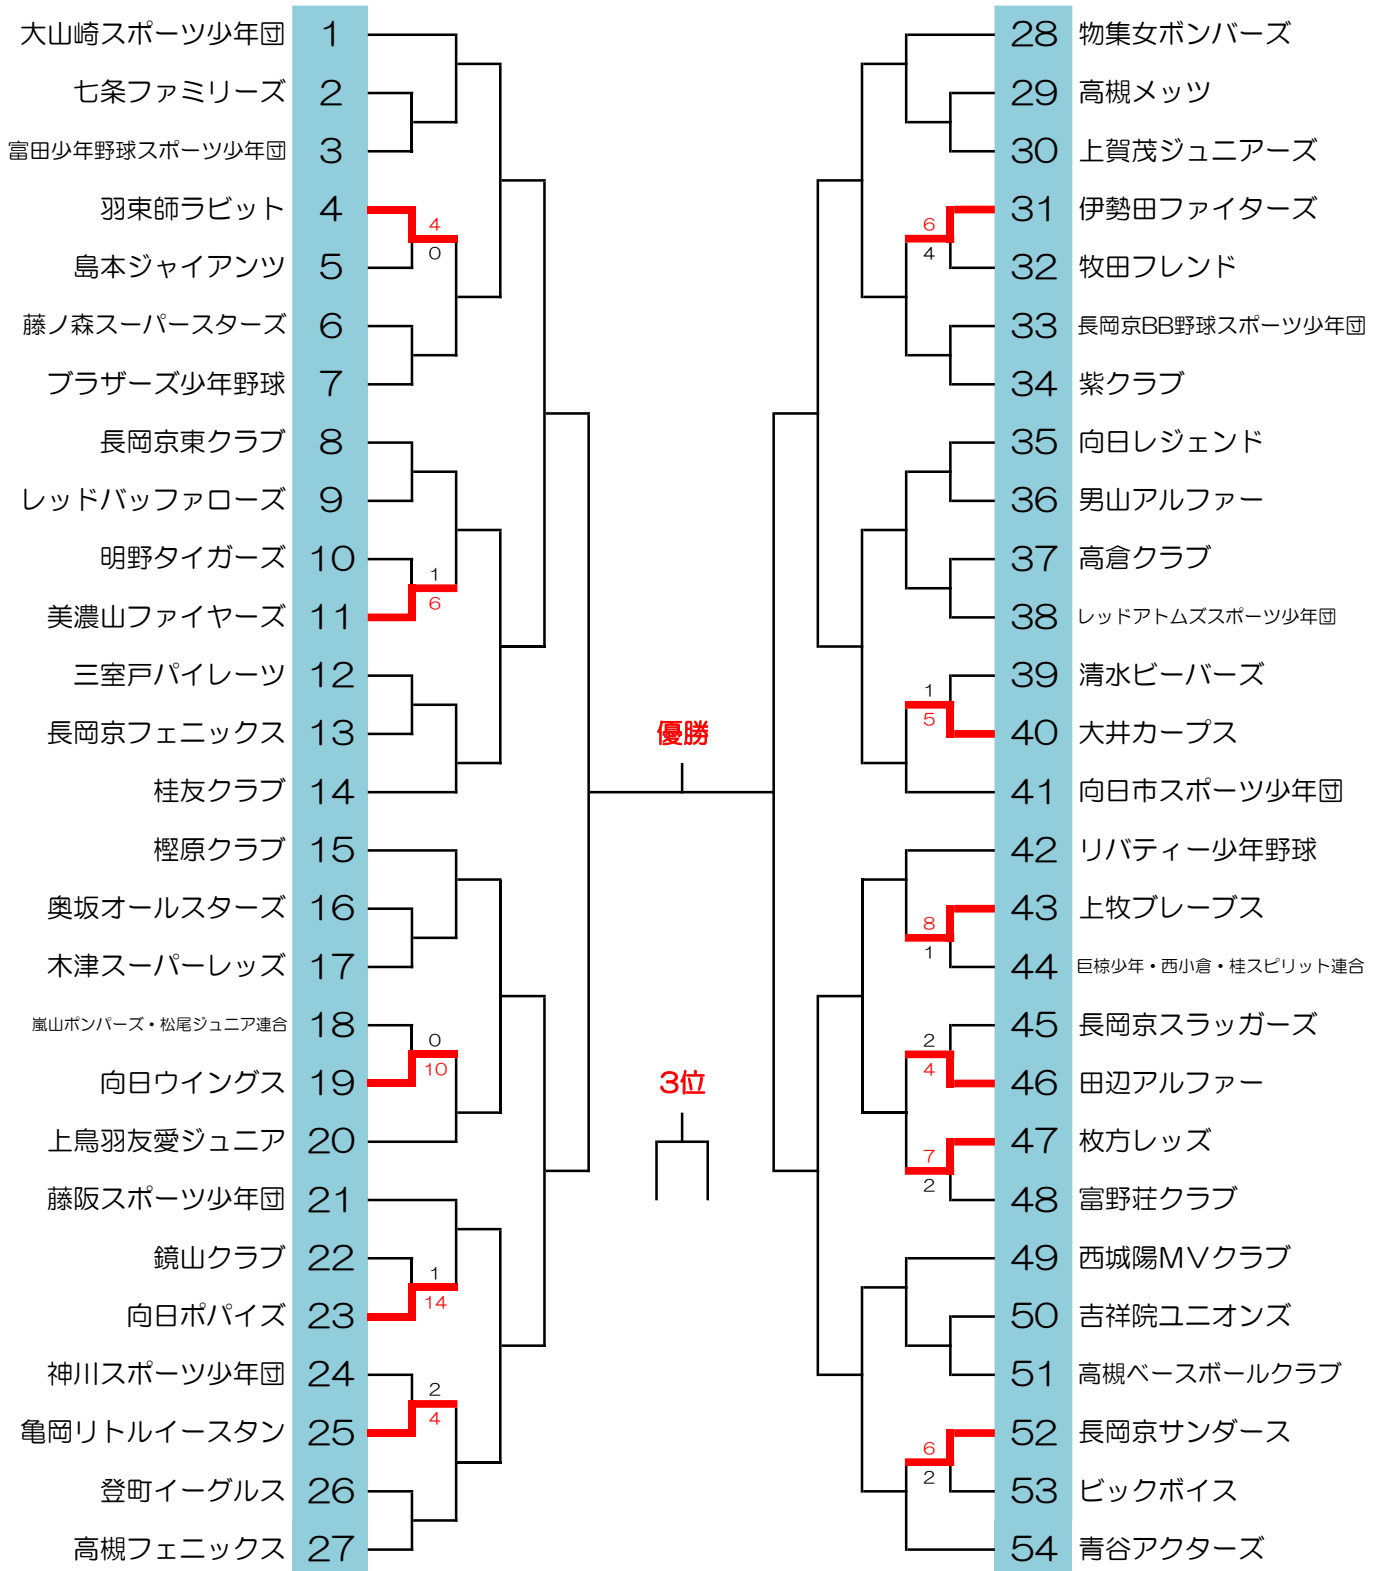 大山崎スポーツ少年団 1
七条ファミリーズ 2
富田少年野球スポーツ少年団 3
羽束師ラビット 4
4
0
島本ジャイアンツ 5
藤ノ森スーパースターズ 6
ブラザーズ少年野球 7
長岡京東クラブ 8
レッドバッファローズ 9
明野タイガーズ 10
1
6
美濃山ファイヤーズ 11
三室戸パイレーツ 12
長岡京フェニックス 13
桂友クラブ 14
樫原クラブ 15
奥坂オールスターズ 16
木津スーパーレッズ 17
嵐山ボンバーズ・松尾ジュニア連合 18
0
10
向日ウイングス 19
上鳥羽友愛ジュニア 20
藤阪スポーツ少年団 21
鏡山クラブ 22
1
14
向日ポパイズ 23
神川スポーツ少年団 24
2
4
亀岡リトルイースタン 25
登町イーグルス 26
高槻フェニックス 27
優勝
3位
28 物集女ボンバーズ
29 高槻メッツ
30 上賀茂ジュニアーズ
31 伊勢田ファイターズ
6
4
32 牧田フレンド
33 長岡京BB野球スポーツ少年団
34 紫クラブ
35 向日レジェンド
36 男山アルファー
37 高倉クラブ
38 レッドアトムズスポーツ少年団
39 清水ビーバーズ
1
5
40 大井カープス
41 向日市スポーツ少年団
42 リバティー少年野球
43 上牧ブレーブス
8
1
44 巨椋少年・西小倉・桂スピリット連合
45 長岡京スラッガーズ
2
4
46 田辺アルファー
47 枚方レッズ
7
2
48 富野荘クラブ
49 西城陽MVクラブ
50 吉祥院ユニオンズ
51 高槻ベースボールクラブ
52 長岡京サンダース
6
2
53 ビックボイス
54 青谷アクターズ